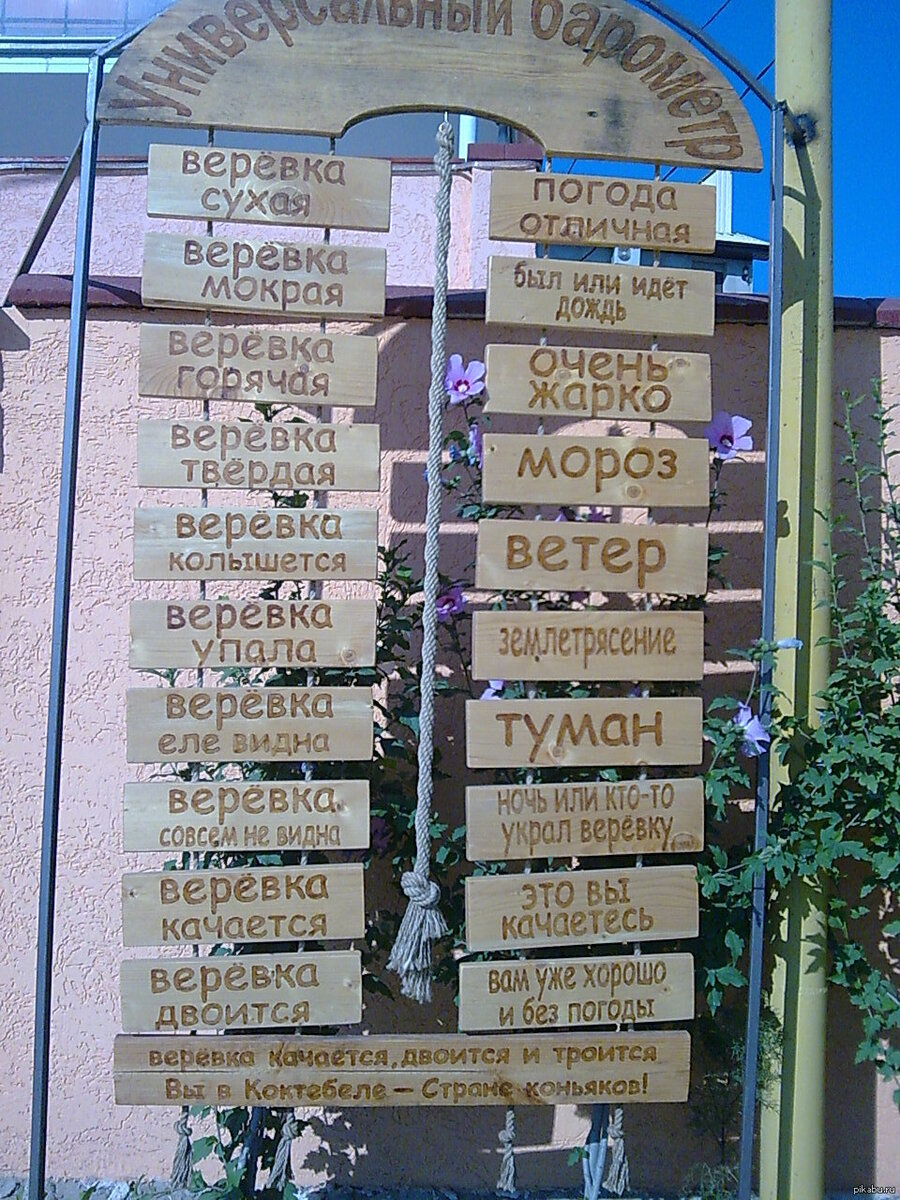 Универсальный барометр
верёвка
сухая
погода
отличная
верёвка
мокрая
был или идёт
дождь
верёвка
горячая
очень
жарко
верёвка
твёрдая
мороз
верёвка
колышется
ветер
верёвка
упала
землетрясение
верёвка
еле видна
туман
верёвка
совсем не видна
ночь или кто-то
украл верёвку
верёвка
качается
это вы
качаетесь
верёвка
двоится
вам уже хорошо
и без погоды
верёвка качается, двоится и троится
Вы в Коктебеле — Стране коньяков!
pikabu.ru